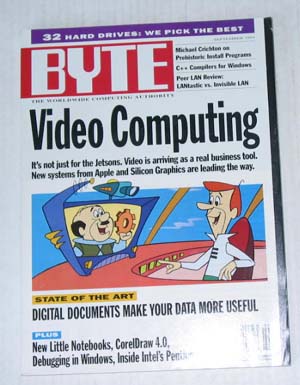 32 HARD DRIVES: WE PICK THE BEST
SEPTEMBER 1993
BYTE
Michael Crichton on
Prehistoric Install Programs
C++ Compilers for Windows
Peer LAN Review:
LANtastic vs. Invisible LAN
THE WORLDWIDE COMPUTING AUTHORITY
Video Computing
It's not just for the Jetsons. Video is arriving as a real business tool.
New systems from Apple and Silicon Graphics are leading the way.
STATE OF THE ART
DIGITAL DOCUMENTS MAKE YOUR DATA MORE USEFUL
PLUS
New Little Notebooks, CorelDraw 4.0,
Debugging in Windows, Inside Intel's